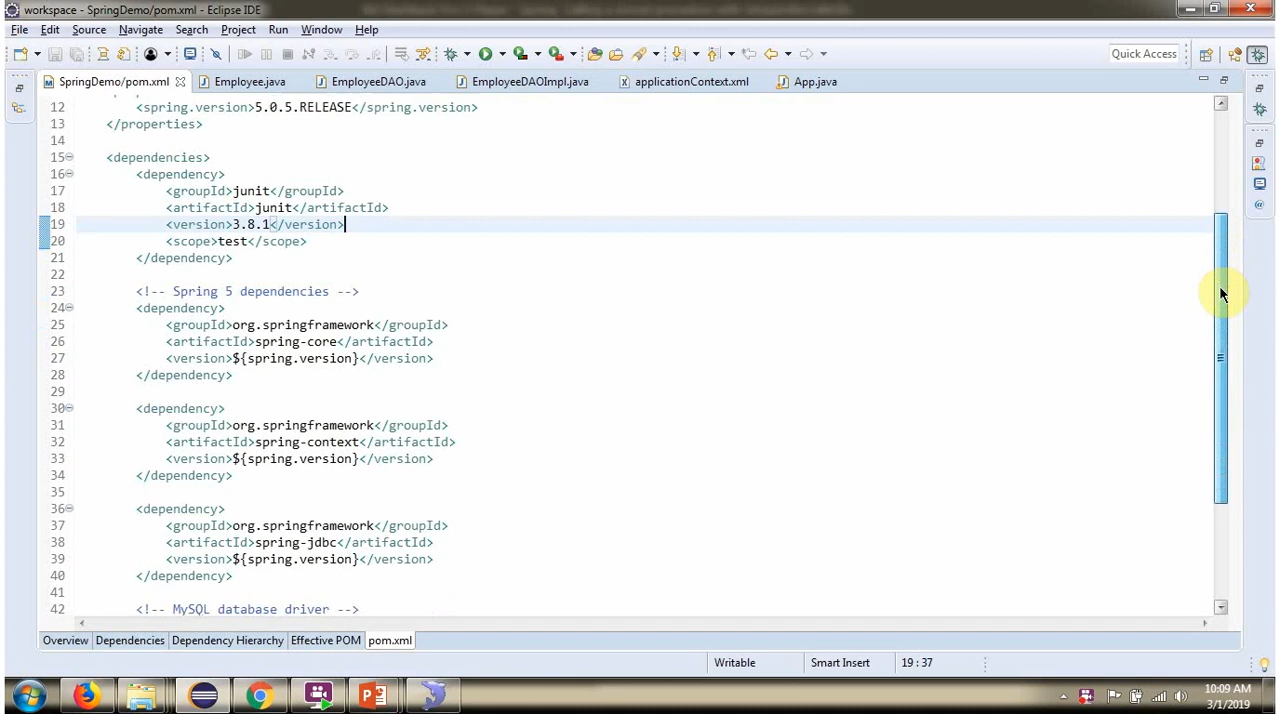 workspace - SpringDemo/pom.xml - Eclipse IDE
File Edit Source Navigate Search Project Run Window Help
Quick Access
SpringDemo/pom.xml Employee.java EmployeeDAO.java EmployeeDAOImpl.java applicationContext.xml App.java
12 <spring.version>5.0.5.RELEASE</spring.version>
13 </properties>
14
15 <dependencies>
16 <dependency>
17 <groupId>junit</groupId>
18 <artifactId>junit</artifactId>
19 <version>3.8.1</version>
20 <scope>test</scope>
21 </dependency>
22
23 <!-- Spring 5 dependencies -->
24 <dependency>
25 <groupId>org.springframework</groupId>
26 <artifactId>spring-core</artifactId>
27 <version>${spring.version}</version>
28 </dependency>
29
30 <dependency>
31 <groupId>org.springframework</groupId>
32 <artifactId>spring-context</artifactId>
33 <version>${spring.version}</version>
34 </dependency>
35
36 <dependency>
37 <groupId>org.springframework</groupId>
38 <artifactId>spring-jdbc</artifactId>
39 <version>${spring.version}</version>
40 </dependency>
41
42 <!-- MySQL database driver -->
Overview Dependencies Dependency Hierarchy Effective POM pom.xml
Writable Smart Insert 19 : 37
10:09 AM
3/1/2019